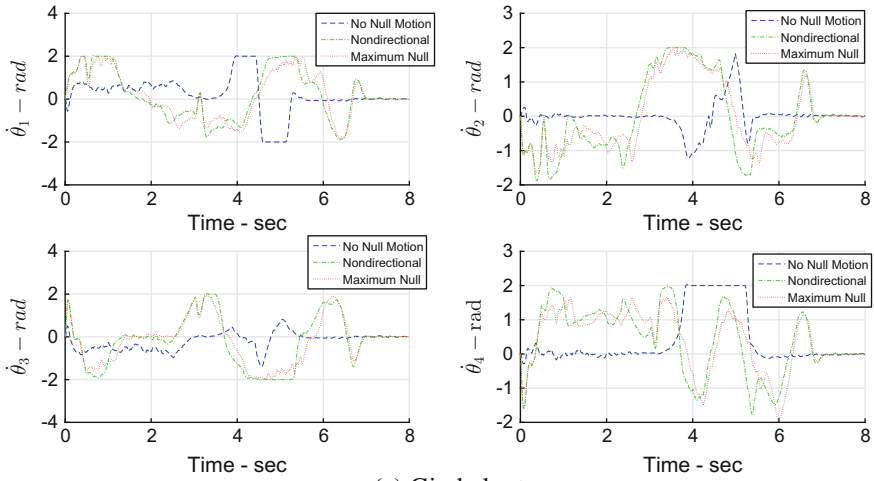 4
2
0
-2
-4
0 2 4 6 8
θ̇₁ − rad
Time - sec
No Null Motion
Nondirectional
Maximum Null
3
2
1
0
-1
-2
0 2 4 6 8
θ̇₂ − rad
Time - sec
No Null Motion
Nondirectional
Maximum Null
4
2
0
-2
-4
0 2 4 6 8
θ̇₃ − rad
Time - sec
No Null Motion
Nondirectional
Maximum Null
3
2
1
0
-1
-2
0 2 4 6 8
θ̇₄ − rad
Time - sec
No Null Motion
Nondirectional
Maximum Null